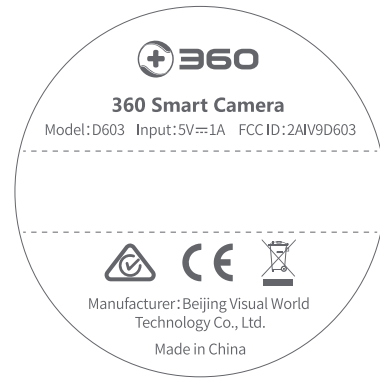 360
360 Smart Camera
Model:D603 Input:5V⎓1A FCC ID:2AIV9D603
CE
Manufacturer:Beijing Visual World
Technology Co., Ltd.
Made in China